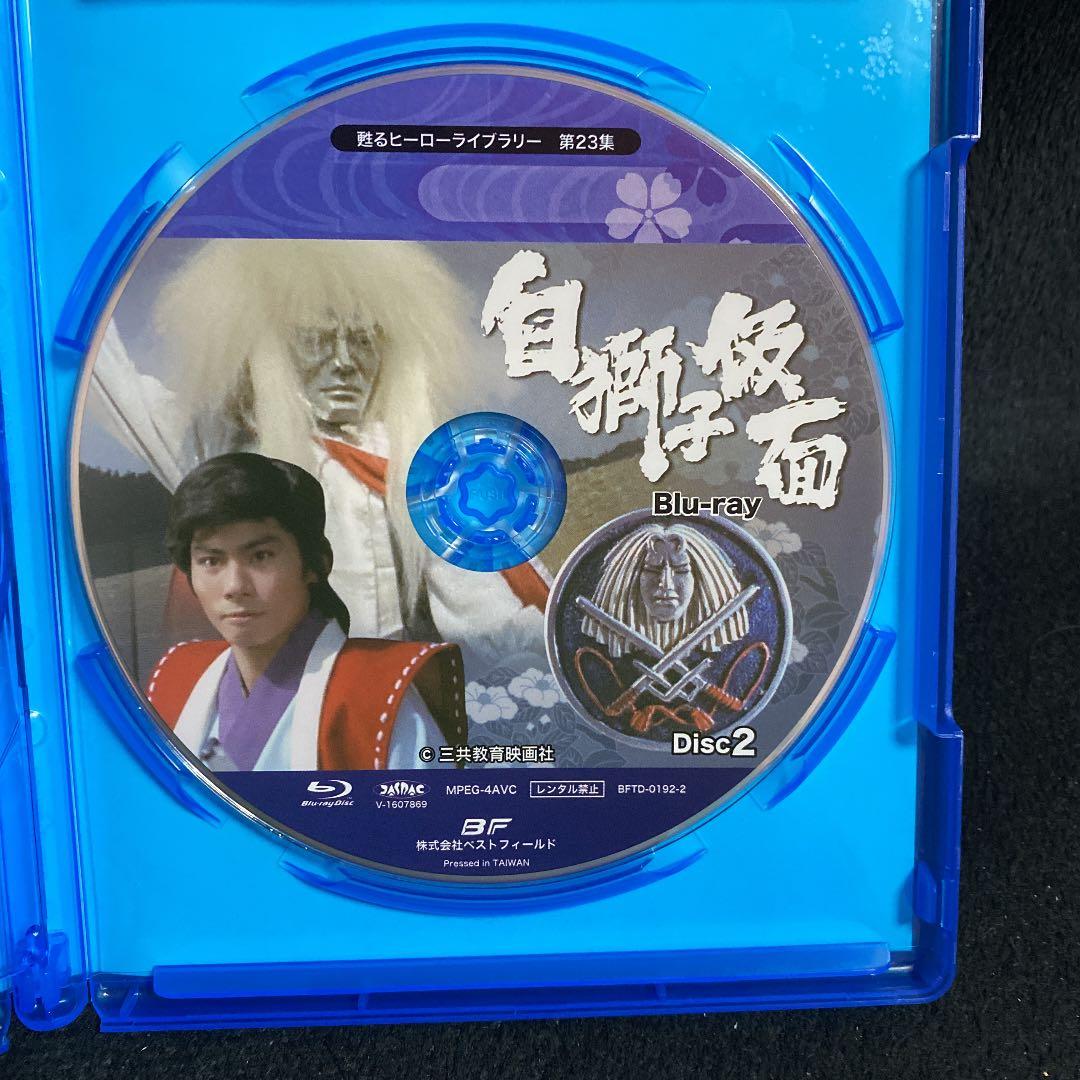 甦るヒーローライブラリー 第23集
白獅子仮面
Blu-ray
Disc2
© 三共教育映画社
Blu-ray Disc
JASRAC
V-1607869
MPEG-4AVC
レンタル禁止
BFTD-0192-2
BF
株式会社ベストフィールド
Pressed in TAIWAN
PUSH